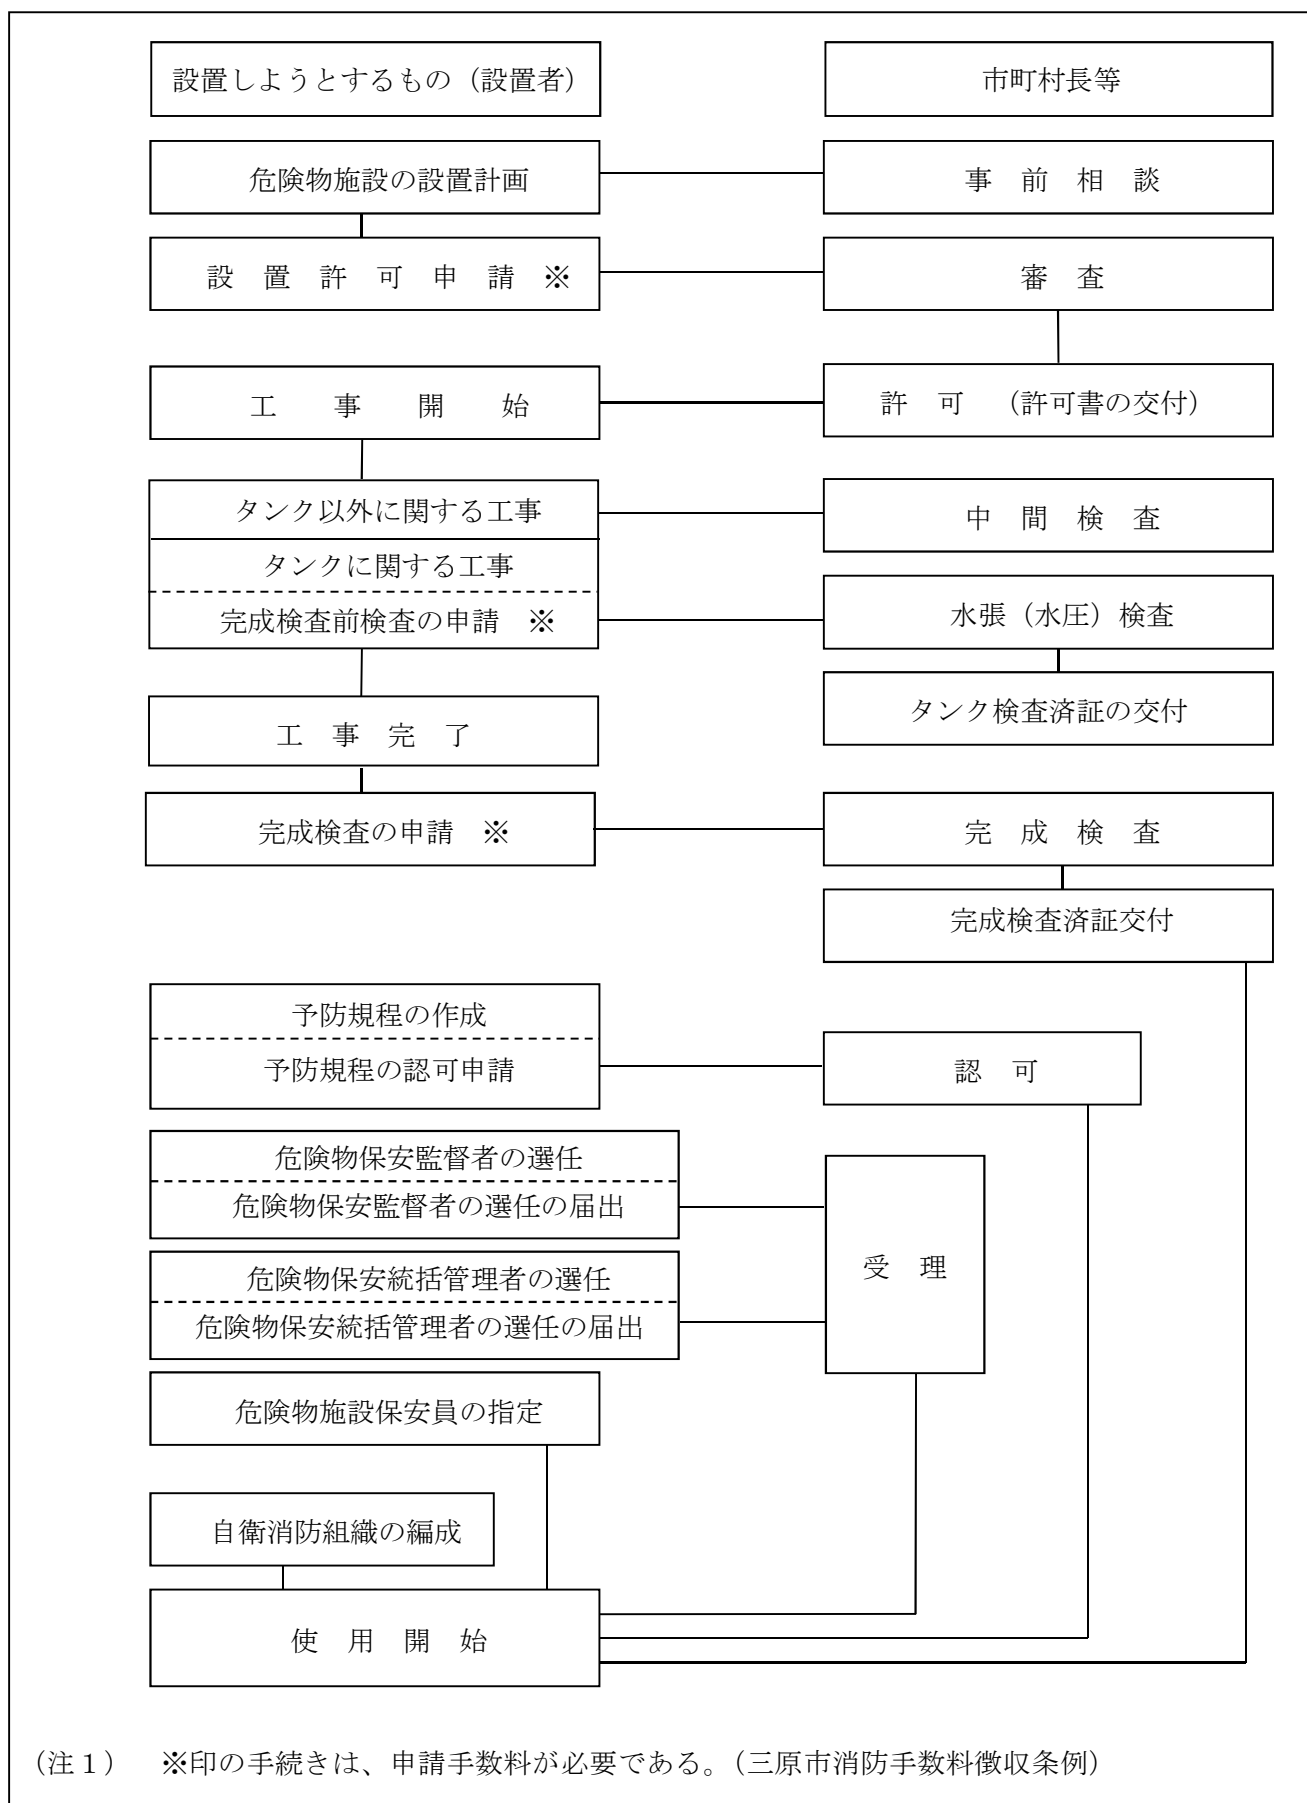 設置しようとするもの（設置者）
市町村長等
危険物施設の設置計画
事　前　相　談
設　置　許　可　申　請　※
審　査
工　事　開　始
許　可　（許可書の交付）
タンク以外に関する工事
中　間　検　査
タンクに関する工事
完成検査前検査の申請　※
水張（水圧）検査
タンク検査済証の交付
工　事　完　了
完成検査の申請　※
完　成　検　査
完成検査済証交付
予防規程の作成
予防規程の認可申請
認　可
危険物保安監督者の選任
危険物保安監督者の選任の届出
受　理
危険物保安統括管理者の選任
危険物保安統括管理者の選任の届出
危険物施設保安員の指定
自衛消防組織の編成
使　用　開　始
（注１）　※印の手続きは、申請手数料が必要である。（三原市消防手数料徴収条例）